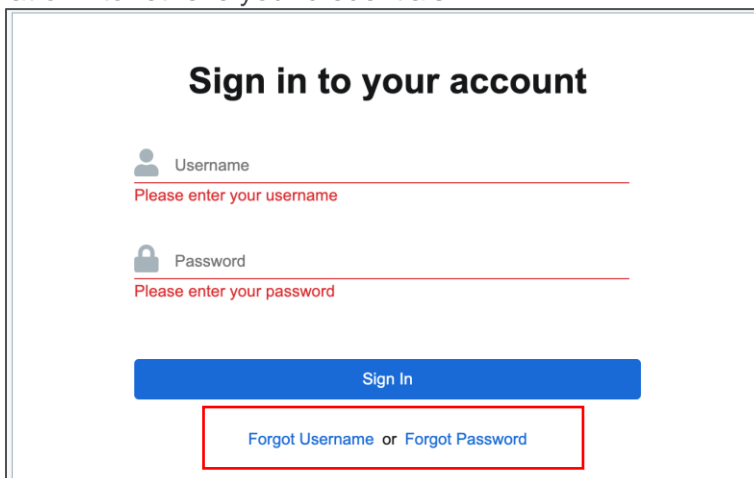 Sign in to your account
Username
Please enter your username
Password
Please enter your password
Sign In
Forgot Username or Forgot Password